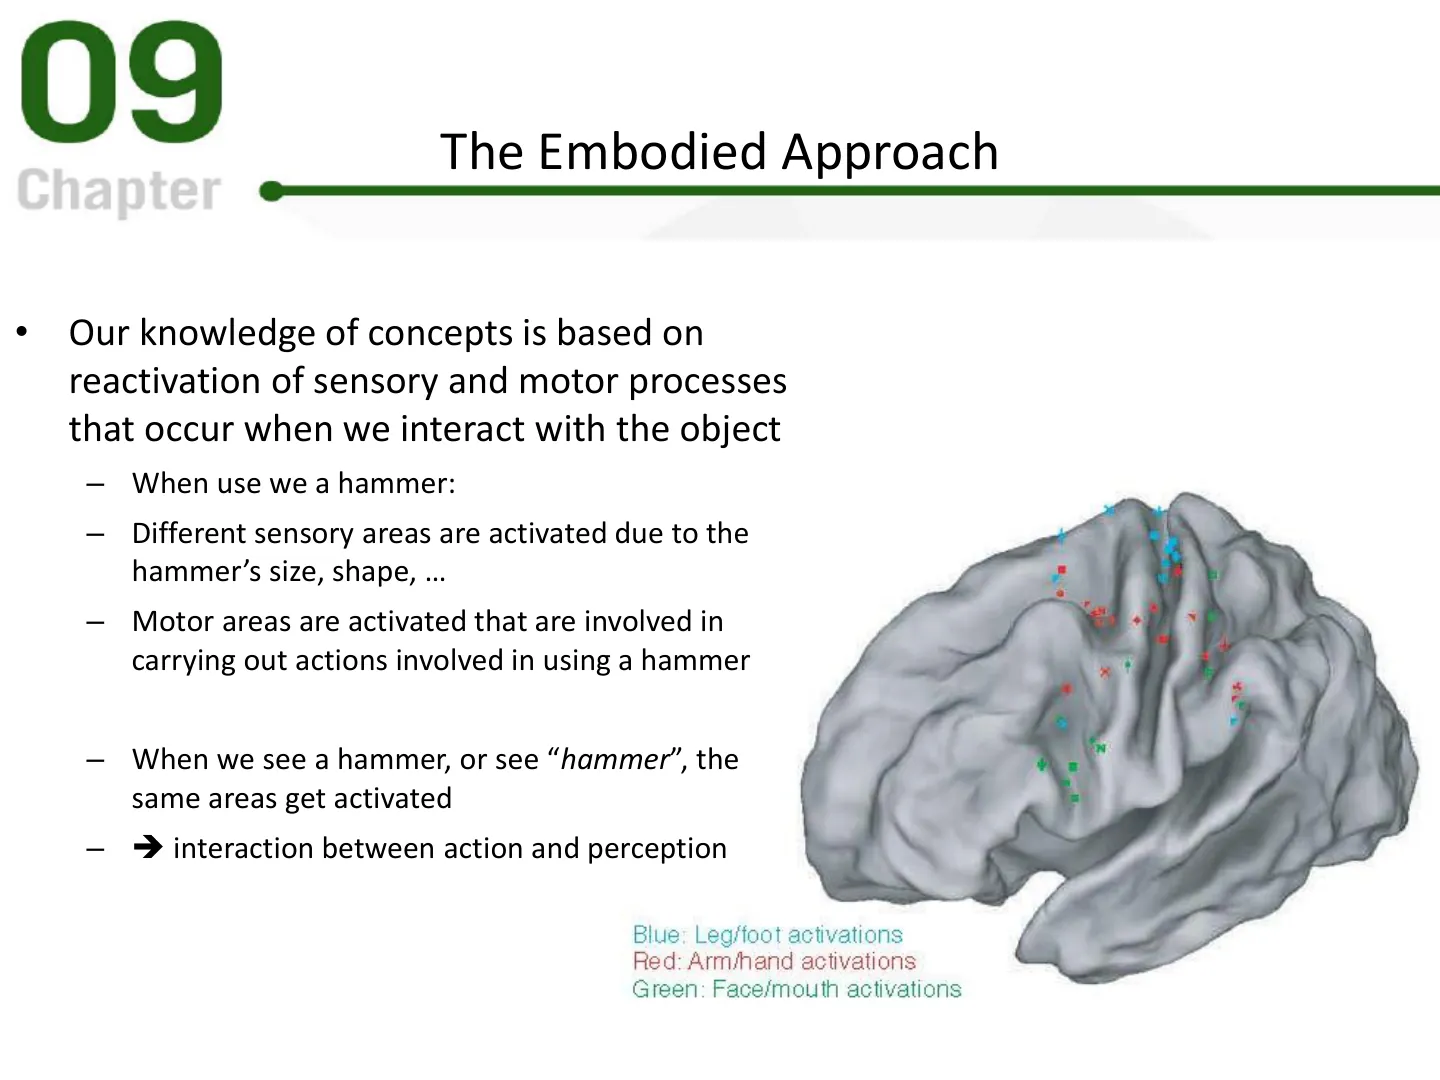 09
Chapter
The Embodied Approach
• Our knowledge of concepts is based on
reactivation of sensory and motor processes
that occur when we interact with the object
– When use we a hammer:
– Different sensory areas are activated due to the
hammer’s size, shape, …
– Motor areas are activated that are involved in
carrying out actions involved in using a hammer
– When we see a hammer, or see “hammer”, the
same areas get activated
– ➔ interaction between action and perception
Blue: Leg/foot activations
Red: Arm/hand activations
Green: Face/mouth activations